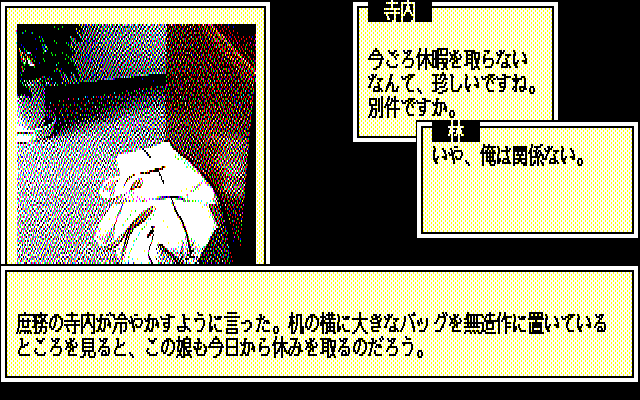 寺内
今ごろ休暇を取らない
なんて、珍しいですね。
別件ですか。
林
いや、俺は関係ない。
庶務の寺内が冷やかすように言った。机の横に大きなバッグを無造作に置いている
ところを見ると、この娘も今日から休みを取るのだろう。